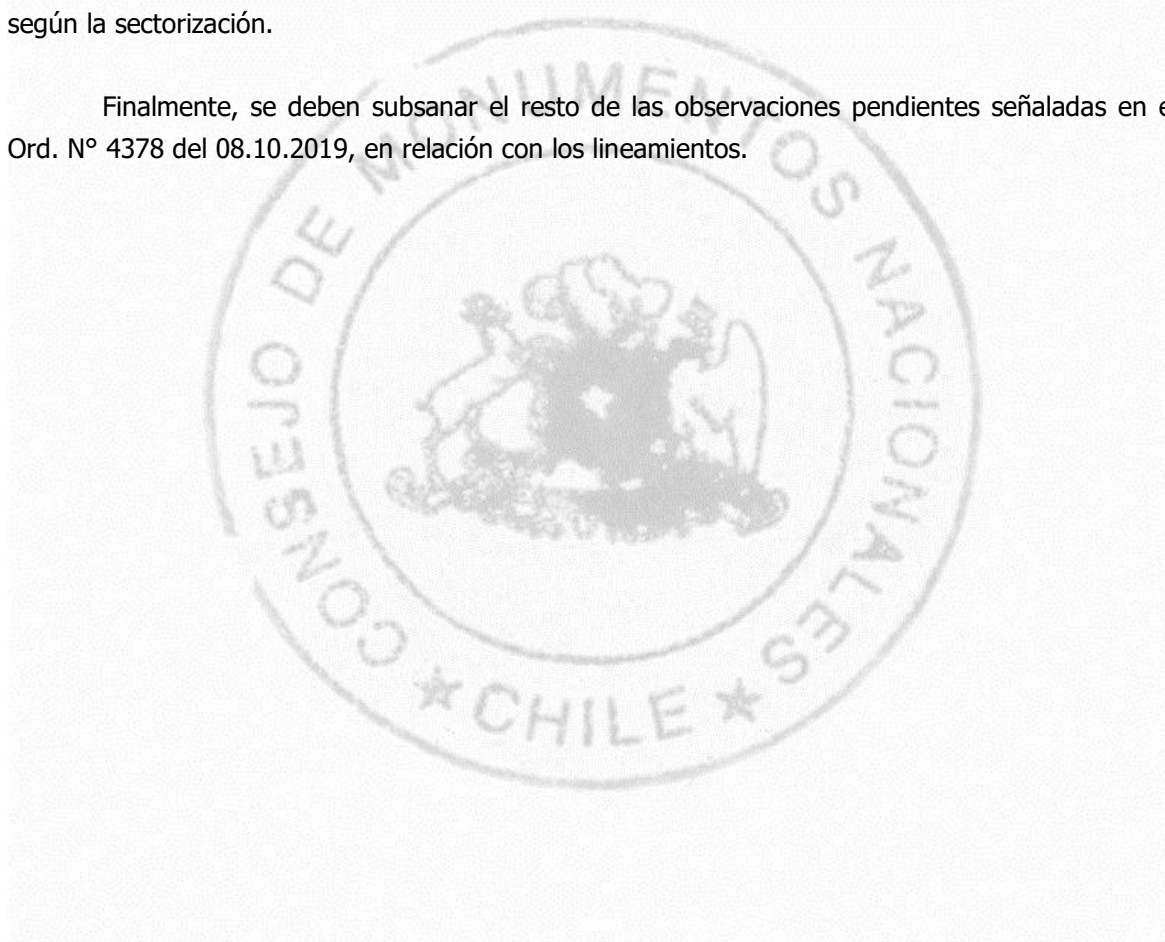 según la sectorización.
Finalmente, se deben subsanar el resto de las observaciones pendientes señaladas en e
Ord. N° 4378 del 08.10.2019, en relación con los lineamientos.
CONSEJO DE MONUMENTOS NACIONALES
★ CHILE ★